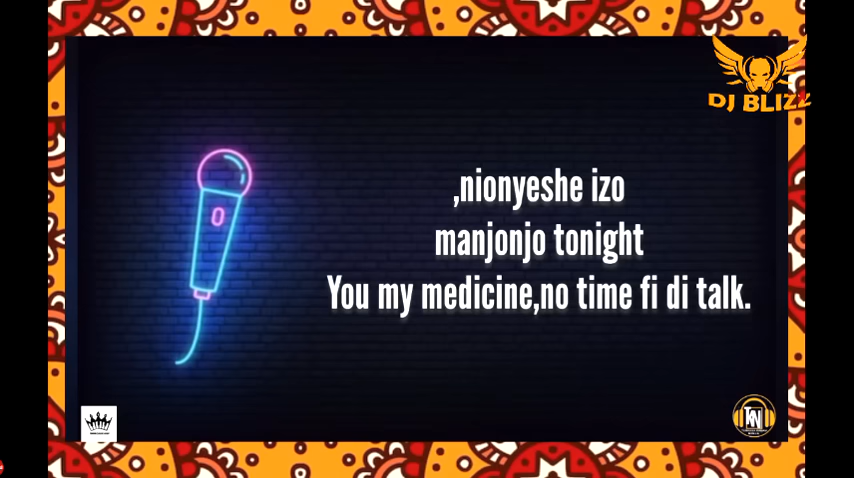 DJ BLIZZ
,nionyeshe izo
manjonjo tonight
You my medicine,no time fi di talk.